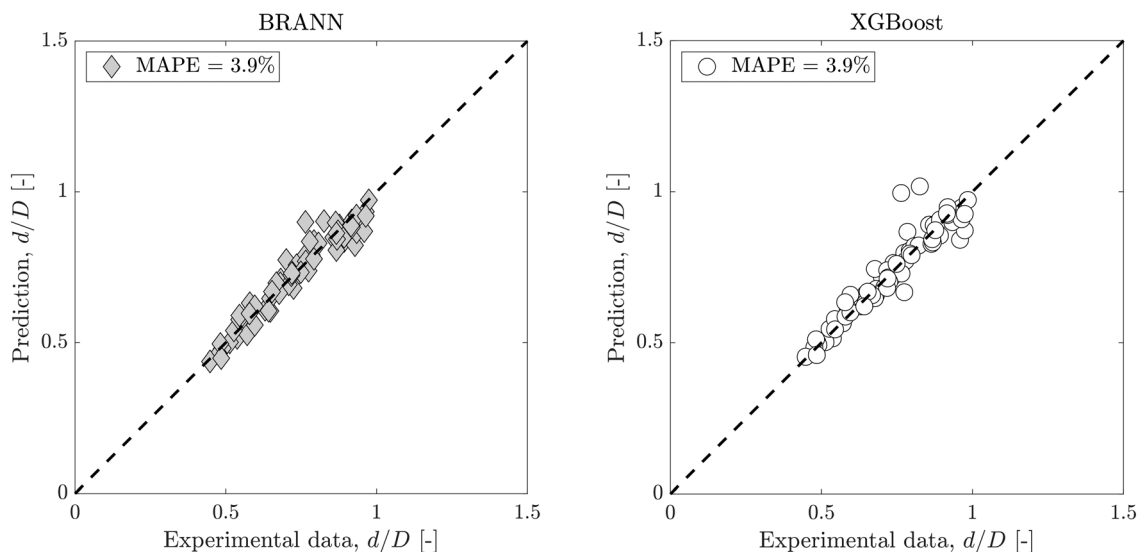 BRANN
1.5
MAPE = 3.9%
1
Prediction, d/D [-]
0.5
0
0
0.5
1
1.5
Experimental data, d/D [-]
XGBoost
1.5
MAPE = 3.9%
1
Prediction, d/D [-]
0.5
0
0
0.5
1
1.5
Experimental data, d/D [-]